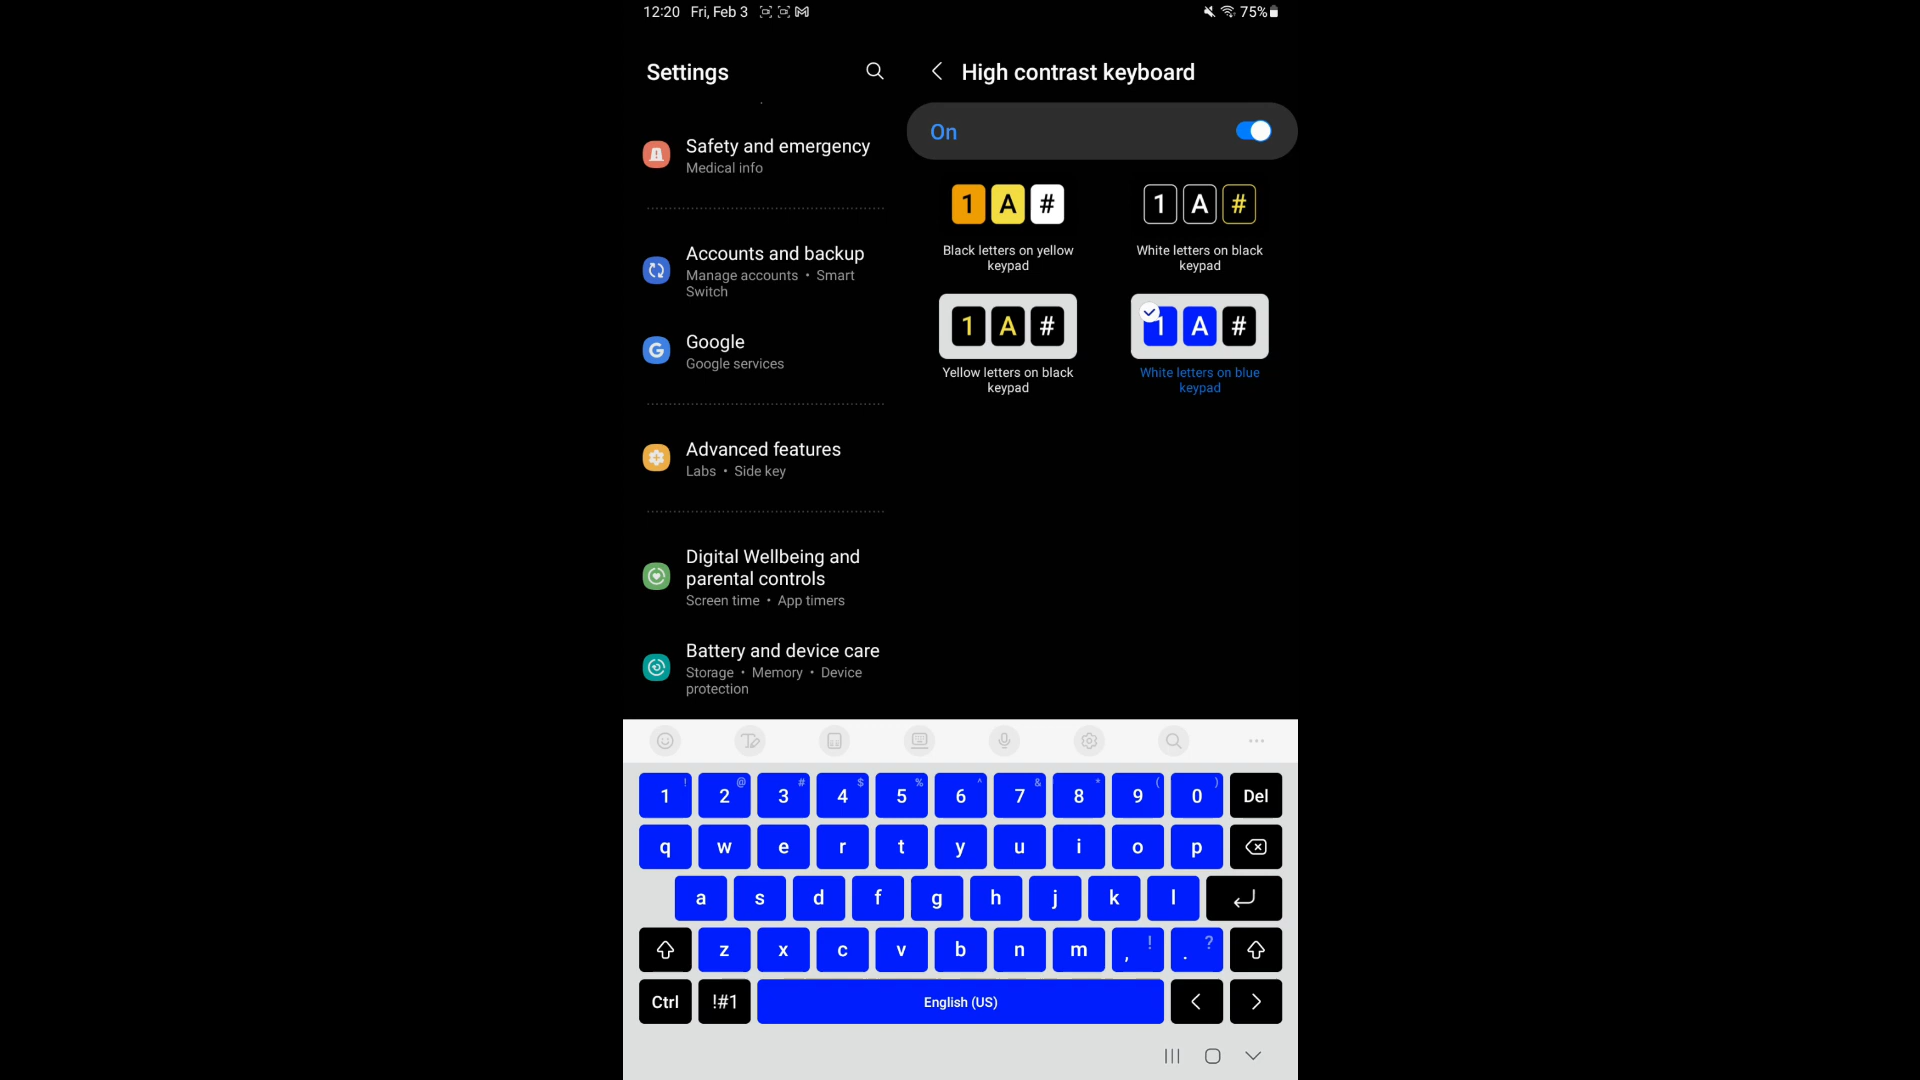 12:20 Fri, Feb 3
75%
Settings
Safety and emergency
Medical info
Accounts and backup
Manage accounts • Smart
Switch
Google
Google services
Advanced features
Labs • Side key
Digital Wellbeing and
parental controls
Screen time • App timers
Battery and device care
Storage • Memory • Device
protection
High contrast keyboard
On
1 A #
Black letters on yellow
keypad
1 A #
White letters on black
keypad
1 A #
Yellow letters on black
keypad
1 A #
White letters on blue
keypad
1 ! 2 @ 3 # 4 $ 5 % 6 ^ 7 & 8 * 9 ( 0 ) Del
q w e r t y u i o p
a s d f g h j k l
z x c v b n m , ! . ?
Ctrl !#1 English (US) < >